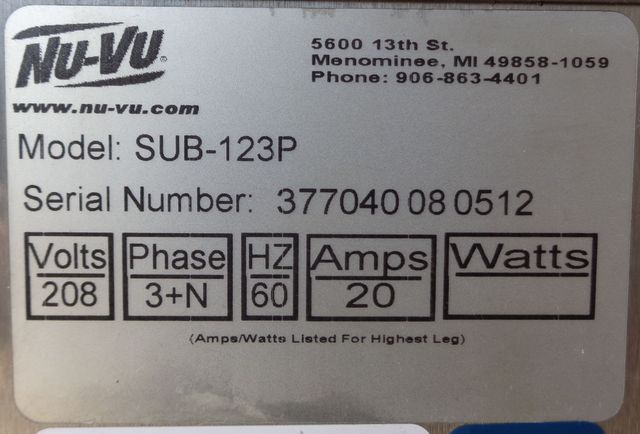 NU-VU®
www.nu-vu.com
5600 13th St.
Menominee, MI 49858-1059
Phone: 906-863-4401
Model: SUB-123P
Serial Number: 377040 08 0512
Volts Phase HZ Amps Watts
208 3+N 60 20
(Amps/Watts Listed For Highest Leg)